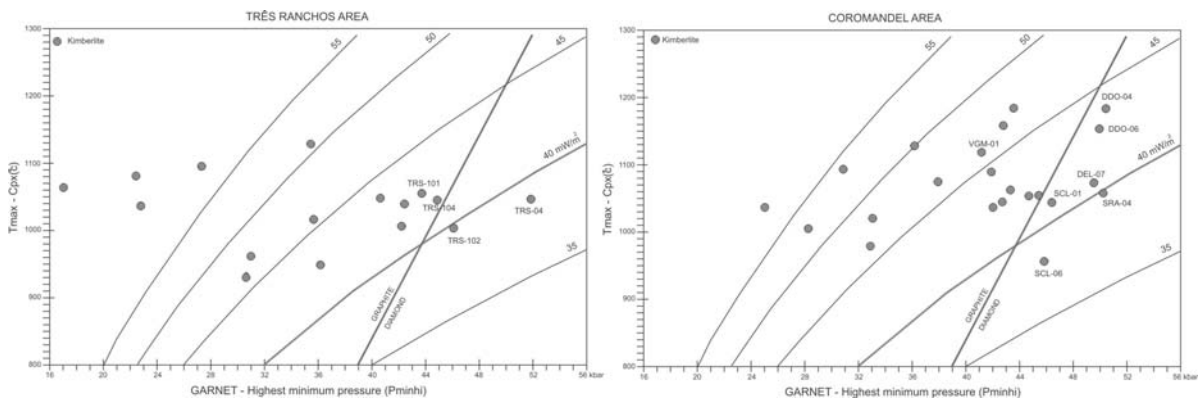 TRÊS RANCHOS AREA
1300
1200
1100
1000
900
800
Tmax - Cpx(ºc)
Kimberlite
55
50
45
40 mW/m²
35
TRS-101
TRS-104
TRS-04
TRS-102
GRAPHITE
DIAMOND
16 20 24 28 32 36 40 44 48 52 56 kbar
GARNET - Highest minimum pressure (Pminhi)
COROMANDEL AREA
1300
1200
1100
1000
900
800
Tmax - Cpx(ºc)
Kimberlite
55
50
45
DDO-04
DDO-06
VGM-01
40 mW/m²
DEL-07
SCL-01
SRA-04
35
SCL-06
GRAPHITE
DIAMOND
16 20 24 28 32 36 40 44 48 52 56 kbar
GARNET - Highest minimum pressure (Pminhi)